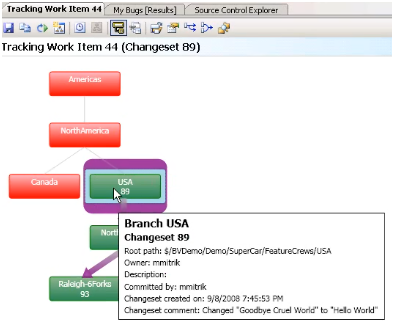 Tracking Work Item 44
My Bugs [Results]
Source Control Explorer
Tracking Work Item 44 (Changeset 89)
Americas
NorthAmerica
Canada
USA
89
Branch USA
Changeset 89
Root path: $/BVDemo/Demo/SuperCar/FeatureCrews/USA
Owner: mmitrik
Description:
Committed by: mmitrik
Changeset created on: 9/8/2008 7:45:53 PM
Changeset comment: Changed "Goodbye Cruel World" to "Hello World"
Raleigh-6Forks
93